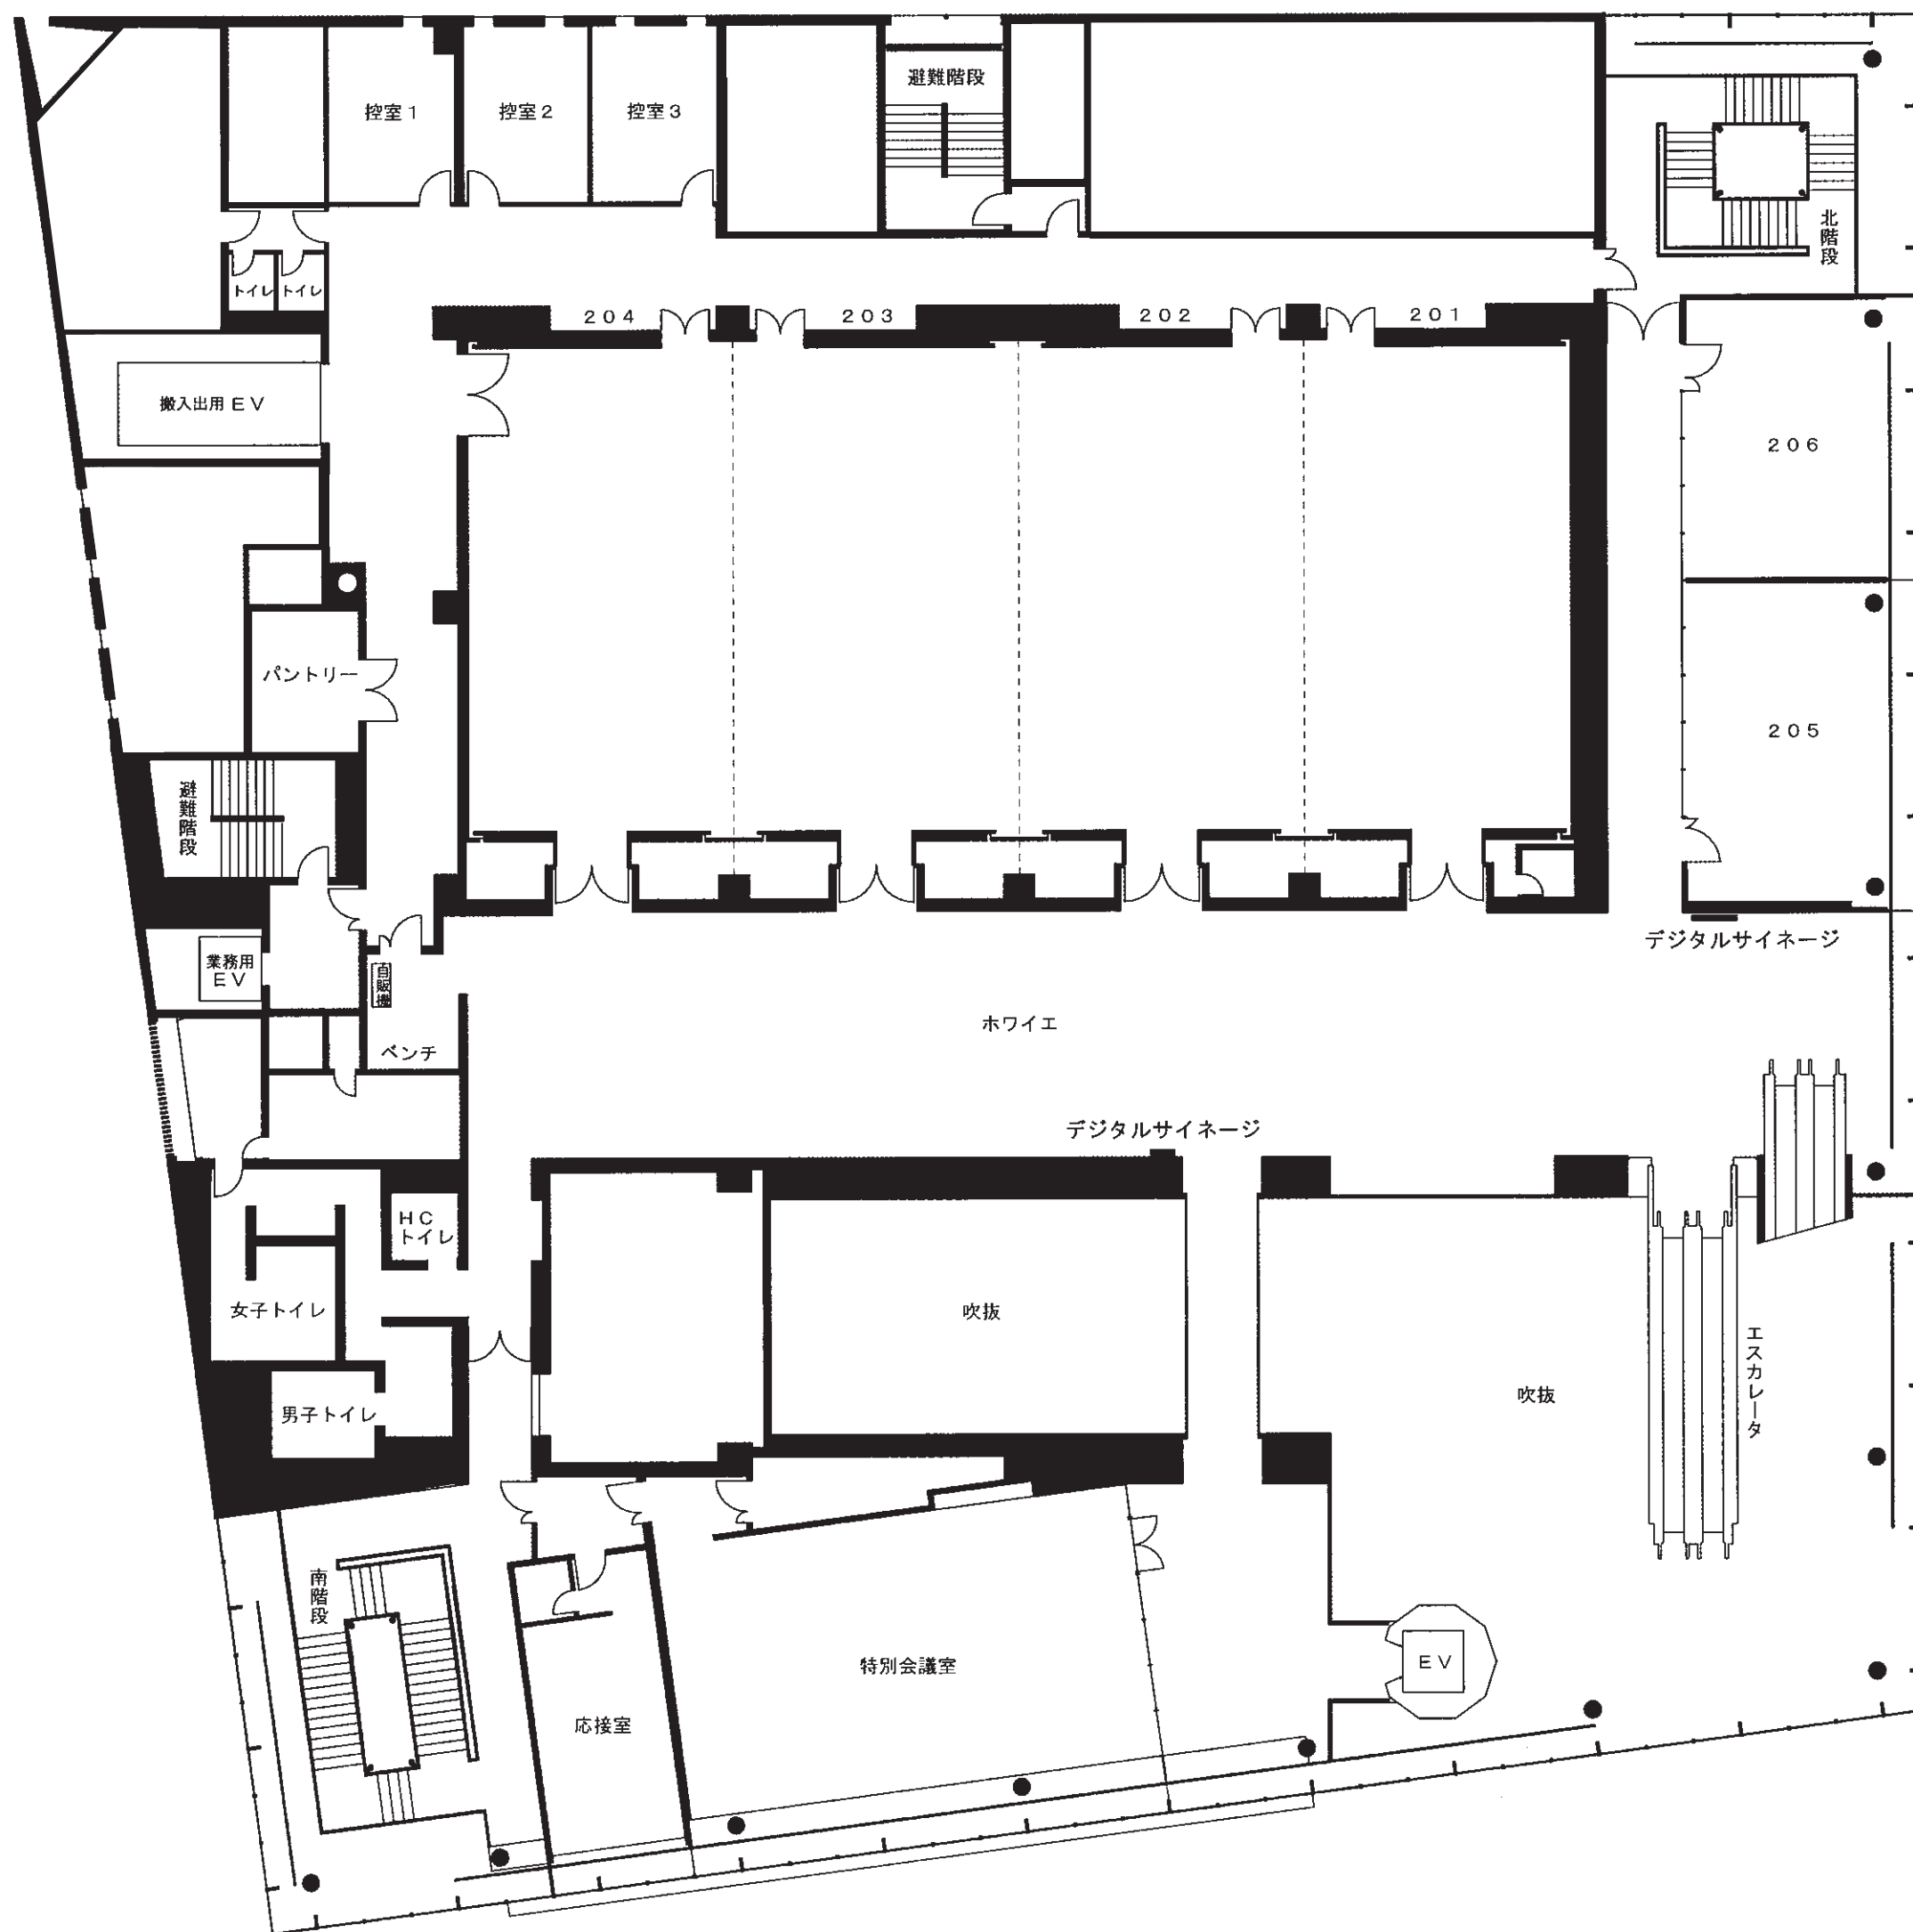 避難階段
控室1
控室2
控室3
北階段
トイレ
トイレ
204
203
202
201
搬入出用EV
206
パントリー
205
避難階段
デジタルサイネージ
業務用
EV
自販機
ホワイエ
ベンチ
デジタルサイネージ
HC
トイレ
女子トイレ
吹抜
エスカレータ
吹抜
男子トイレ
南階段
特別会議室
EV
応接室